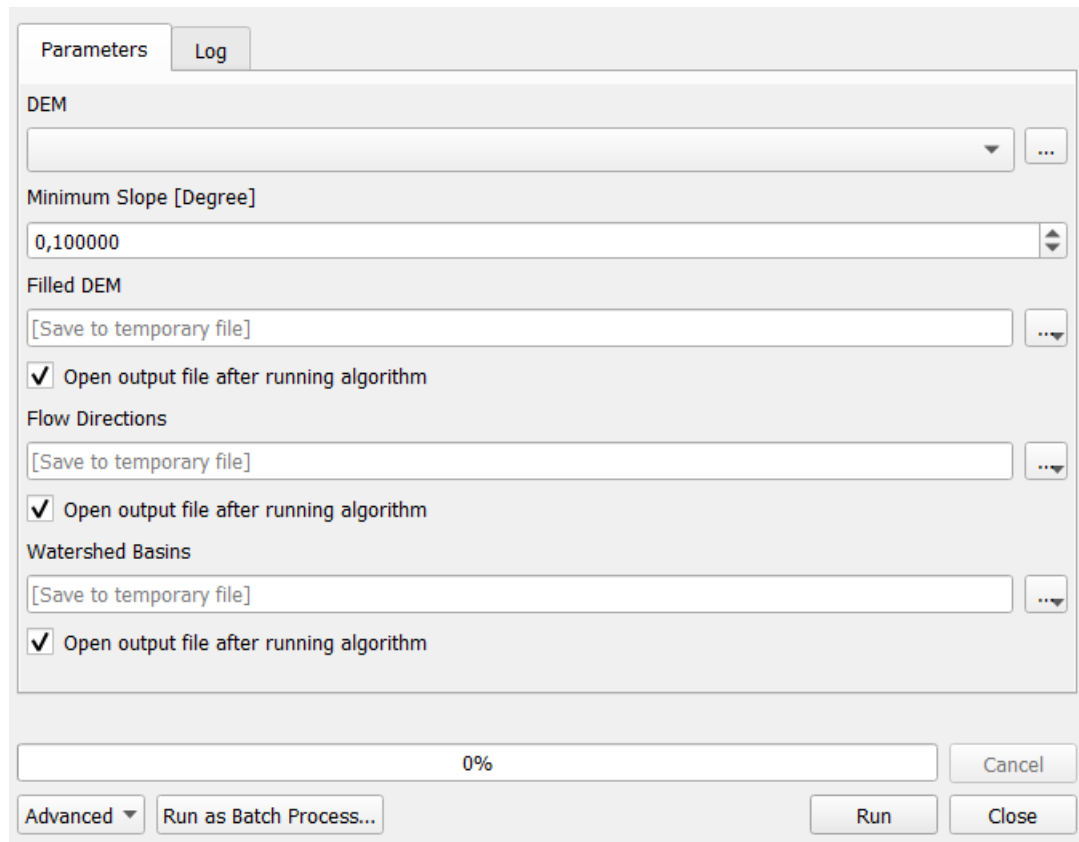 Parameters
Log
DEM
...
Minimum Slope [Degree]
0,100000
Filled DEM
[Save to temporary file]
...
Open output file after running algorithm
Flow Directions
[Save to temporary file]
...
Open output file after running algorithm
Watershed Basins
[Save to temporary file]
...
Open output file after running algorithm
0%
Cancel
Advanced
Run as Batch Process...
Run
Close